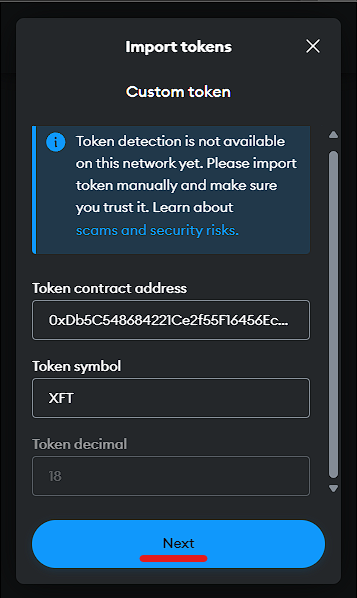 Import tokens
Custom token
Token detection is not available
on this network yet. Please import
token manually and make sure
you trust it. Learn about
scams and security risks.
Token contract address
0xDb5C548684221Ce2f55F16456Ec...
Token symbol
XFT
Token decimal
18
Next